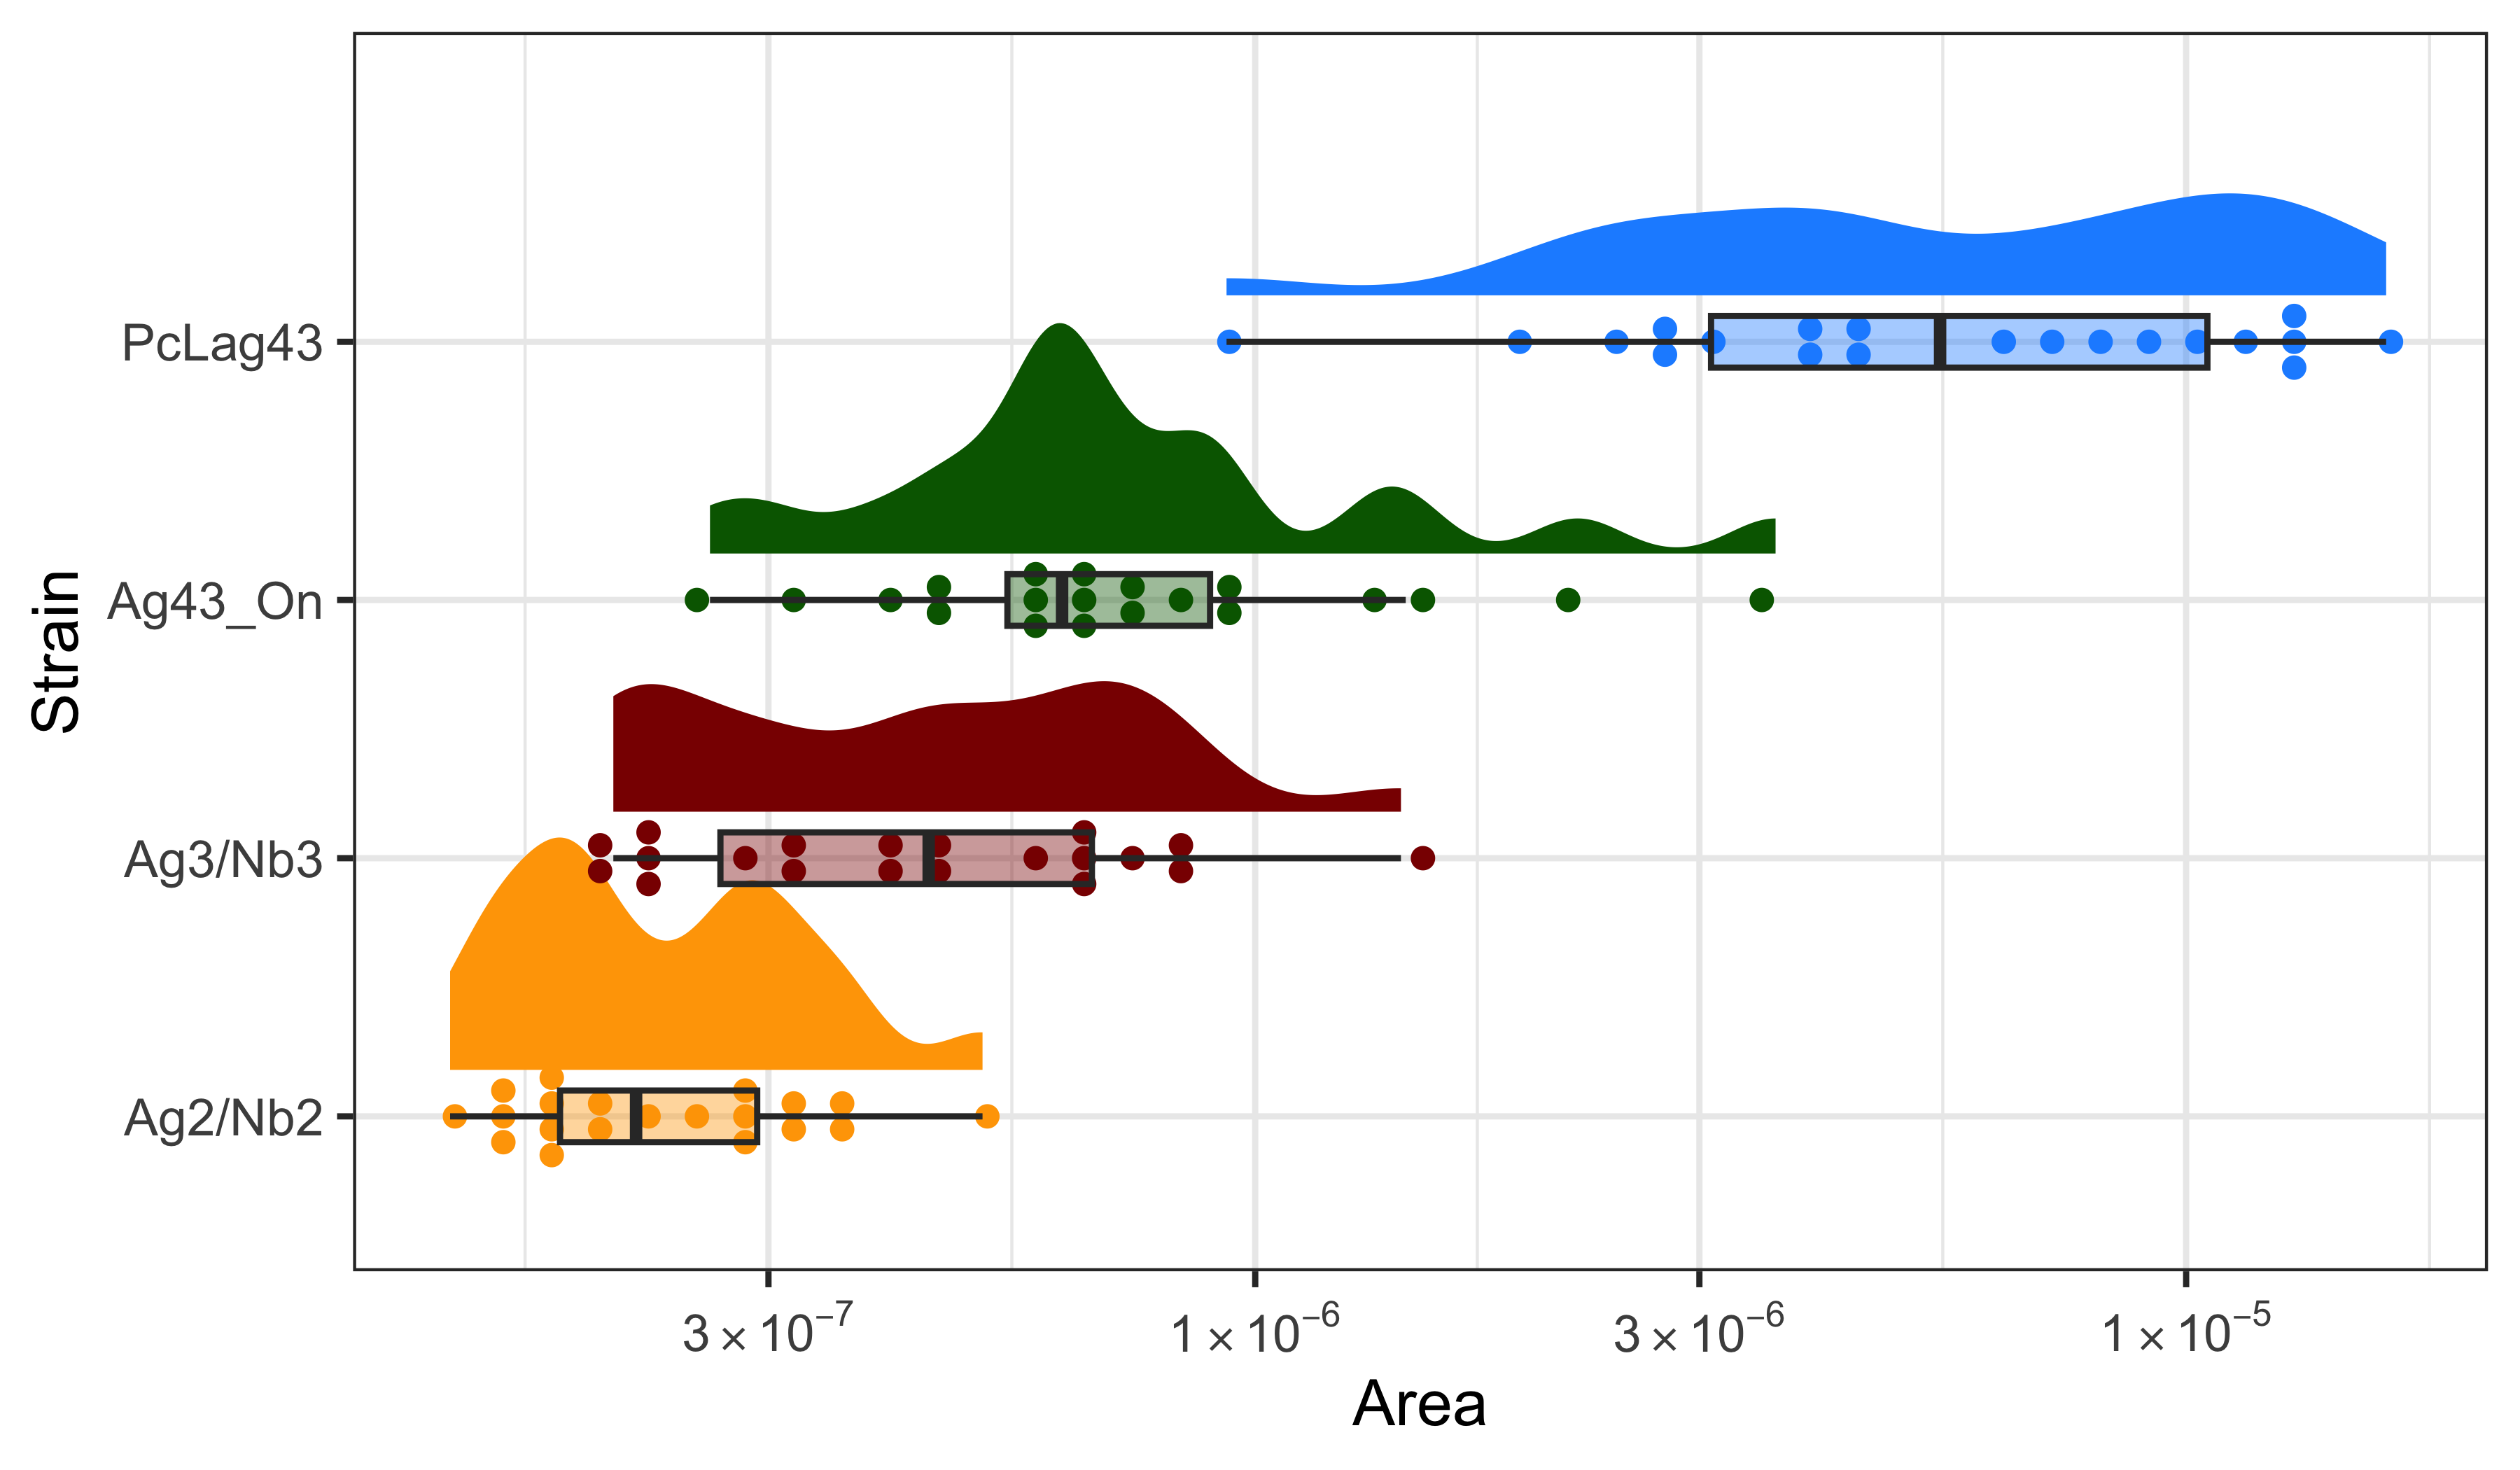 Strain
PcLag43
Ag43_On
Ag3/Nb3
Ag2/Nb2
3×10⁻⁷ 1×10⁻⁶ 3×10⁻⁶ 1×10⁻⁵
Area